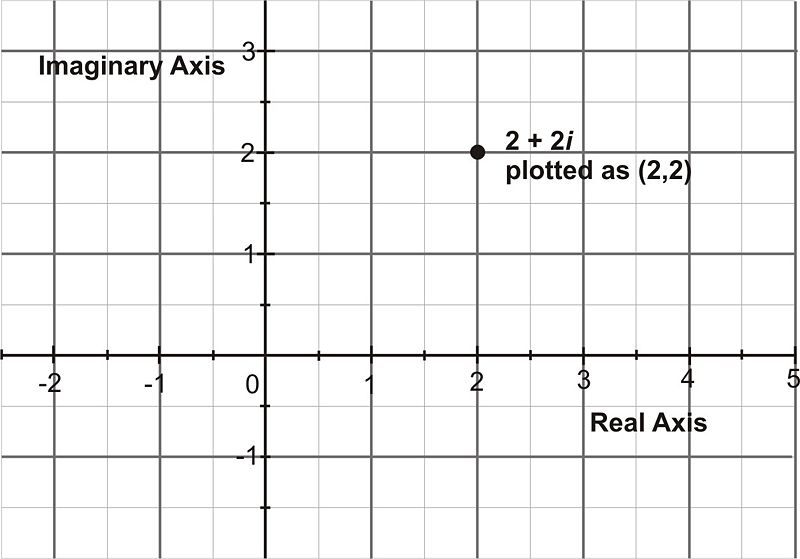 3
Imaginary Axis
2 + 2i
2
plotted as (2,2)
1
-2 -1 0 1 2 3 4 5
Real Axis
-1